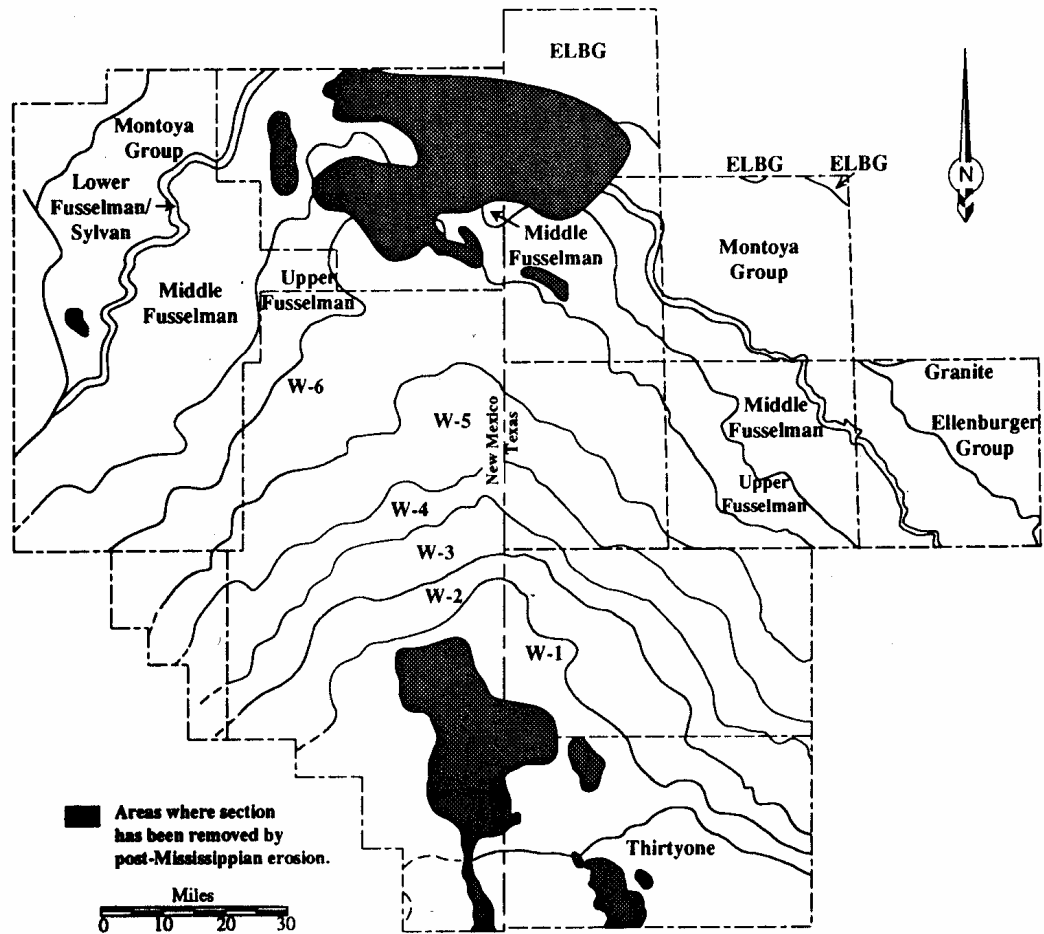 ELBG
Montoya
Group
Lower
Fusselman/
Sylvan
ELBG
ELBG
N
Middle
Fusselman
Montoya
Group
Middle
Fusselman
Upper
Fusselman
W-6
Granite
W-5
New Mexico
Texas
Middle
Fusselman
Ellenburger
Group
Upper
Fusselman
W-4
W-3
W-2
W-1
Areas where section
has been removed by
post-Mississippian erosion.
Thirtyone
Miles
0 10 20 30